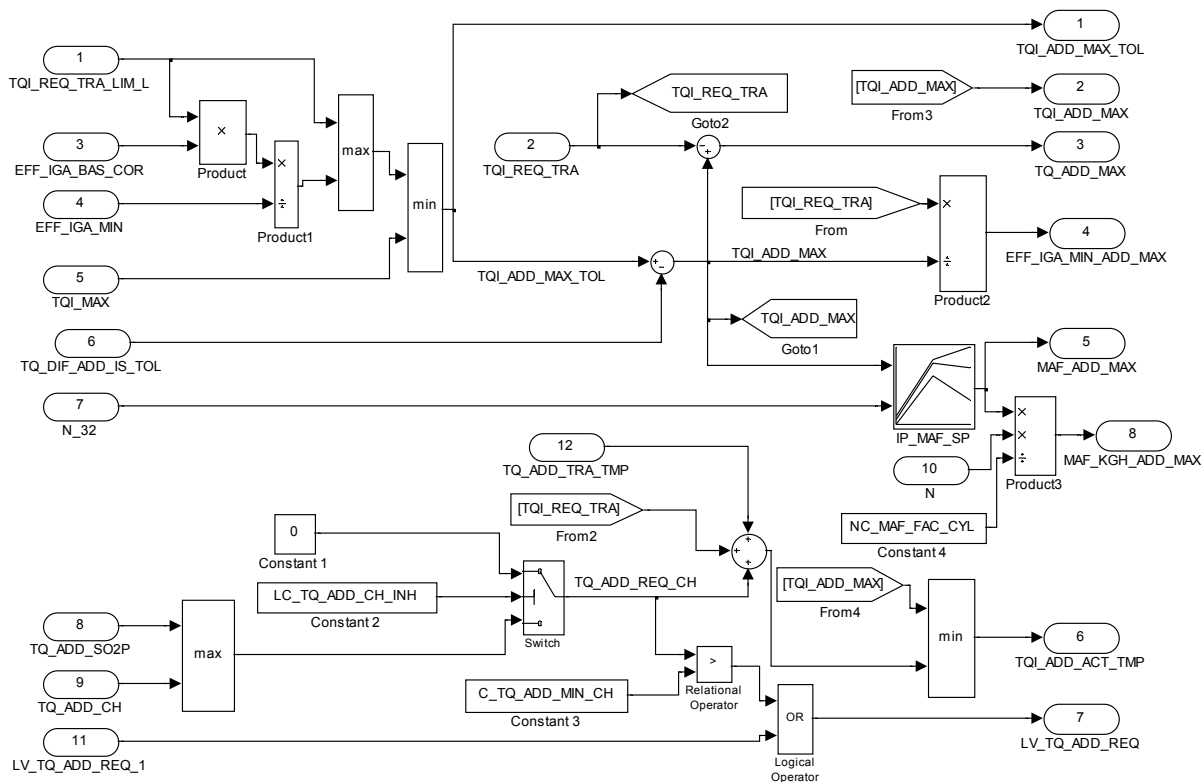 1
TQI_REQ_TRA_LIM_L
3
EFF_IGA_BAS_COR
4
EFF_IGA_MIN
5
TQI_MAX
6
TQ_DIF_ADD_IS_TOL
7
N_32
×
Product
×
÷
Product1
max
min
TQI_ADD_MAX_TOL
2
TQI_REQ_TRA
TQI_REQ_TRA
Goto2
-
+
+
-
TQI_ADD_MAX
TQI_ADD_MAX
Goto1
[TQI_ADD_MAX]
From3
[TQI_REQ_TRA]
From
×
÷
Product2
IP_MAF_SP
10
N
NC_MAF_FAC_CYL
Constant 4
×
×
÷
Product3
1
TQI_ADD_MAX_TOL
2
TQI_ADD_MAX
3
TQ_ADD_MAX
4
EFF_IGA_MIN_ADD_MAX
5
MAF_ADD_MAX
8
MAF_KGH_ADD_MAX
12
TQ_ADD_TRA_TMP
[TQI_REQ_TRA]
From2
+
+
+
0
Constant 1
LC_TQ_ADD_CH_INH
Constant 2
Switch
TQ_ADD_REQ_CH
8
TQ_ADD_SO2P
9
TQ_ADD_CH
max
11
LV_TQ_ADD_REQ_1
C_TQ_ADD_MIN_CH
Constant 3
>
Relational
Operator
OR
Logical
Operator
[TQI_ADD_MAX]
From4
min
6
TQI_ADD_ACT_TMP
7
LV_TQ_ADD_REQ